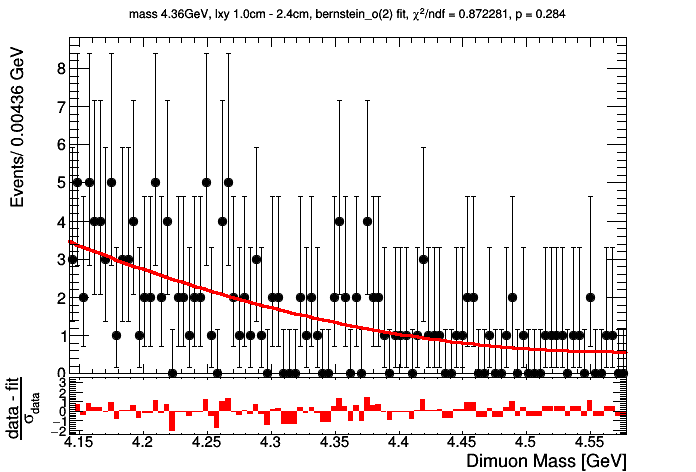 mass 4.36GeV, lxy 1.0cm - 2.4cm, bernstein_o(2) fit, χ²/ndf = 0.872281, p = 0.284
Events/ 0.00436 GeV
8
7
6
5
4
3
2
1
0
data - fit
σdata
3
2
1
0
−1
−2
4.15 4.2 4.25 4.3 4.35 4.4 4.45 4.5 4.55
Dimuon Mass [GeV]